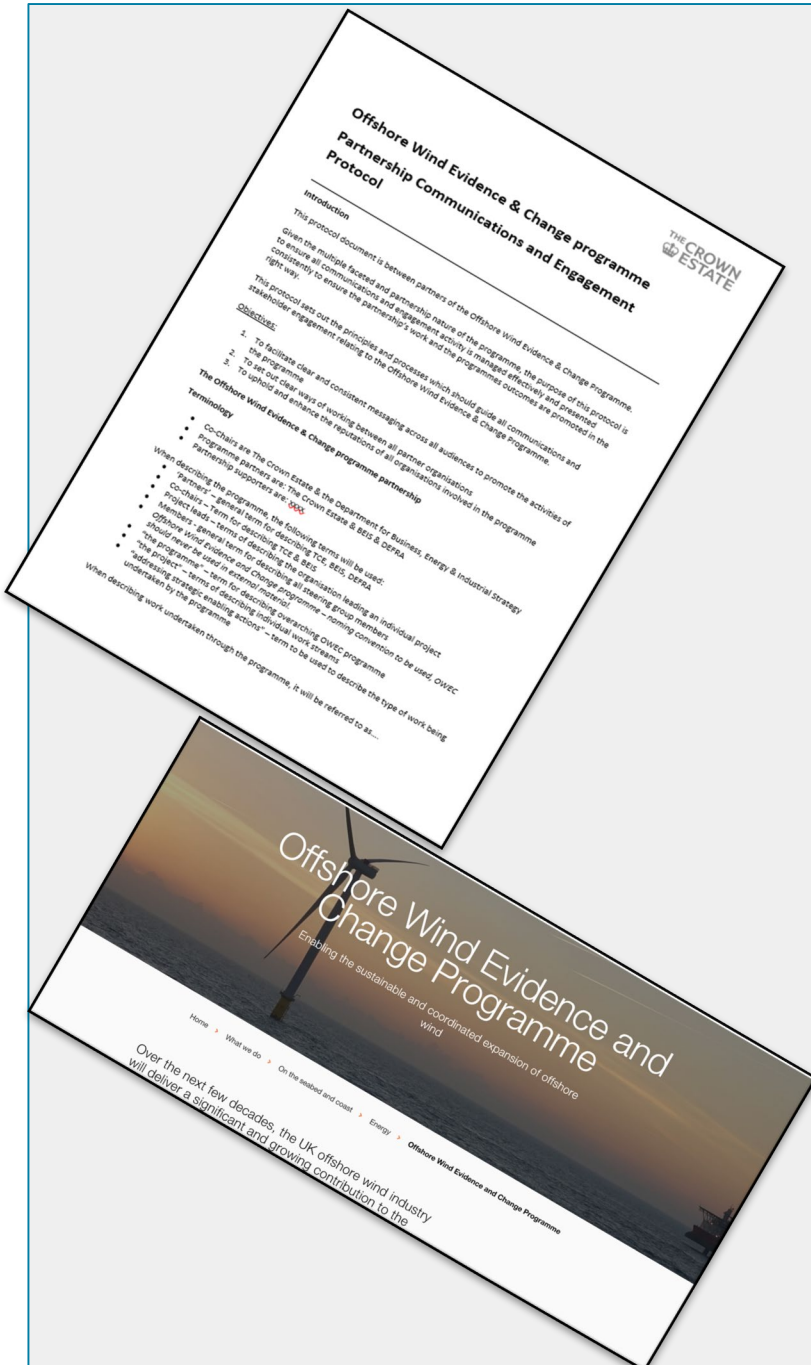 THE CROWN
ESTATE
Offshore Wind Evidence & Change programme
Partnership Communications and Engagement
Protocol
Introduction
This protocol document is between partners of the Offshore Wind Evidence & Change Programme.
Given the multiple faceted and partnership nature of the programme, the purpose of this protocol is
to ensure all communications and engagement activity is managed effectively and presented
consistently to ensure the partnership's work and the programmes outcomes are promoted in the
right way.
This protocol sets out the principles and processes which should guide all communications and
stakeholder engagement relating to the Offshore Wind Evidence & Change Programme.
Objectives:
1. To facilitate clear and consistent messaging across all audiences to promote the activities of
the programme
2. To set out clear ways of working between all partner organisations
3. To uphold and enhance the reputations of all organisations involved in the programme
The Offshore Wind Evidence & Change programme partnership
Terminology
• Co-Chairs are The Crown Estate & the Department for Business, Energy & Industrial Strategy
• Programme partners are: The Crown Estate & BEIS & DEFRA
• Partnership supporters are: XXX.
When describing the programme, the following terms will be used:
• 'Partners' – general term for describing TCE, BEIS, DEFRA
• Co-chairs – Term for describing TCE & BEIS
• Project leads – terms of describing the organisation leading an individual project
• Members - general term for describing all steering group members
• Offshore Wind Evidence and Change programme – naming convention to be used, OWEC
should never be used in external material.
• "the programme" – term for describing overarching OWEC programme
• "the project" – terms of describing individual work streams
• "addressing strategic enabling actions" – term to be used to describe the type of work being
undertaken by the programme
When describing work undertaken through the programme, it will be referred to as....
Offshore Wind Evidence and
Change Programme
Enabling the sustainable and coordinated expansion of offshore
wind
Home > What we do > On the seabed and coast > Energy > Offshore Wind Evidence and Change Programme
Over the next few decades, the UK offshore wind industry
will deliver a significant and growing contribution to the